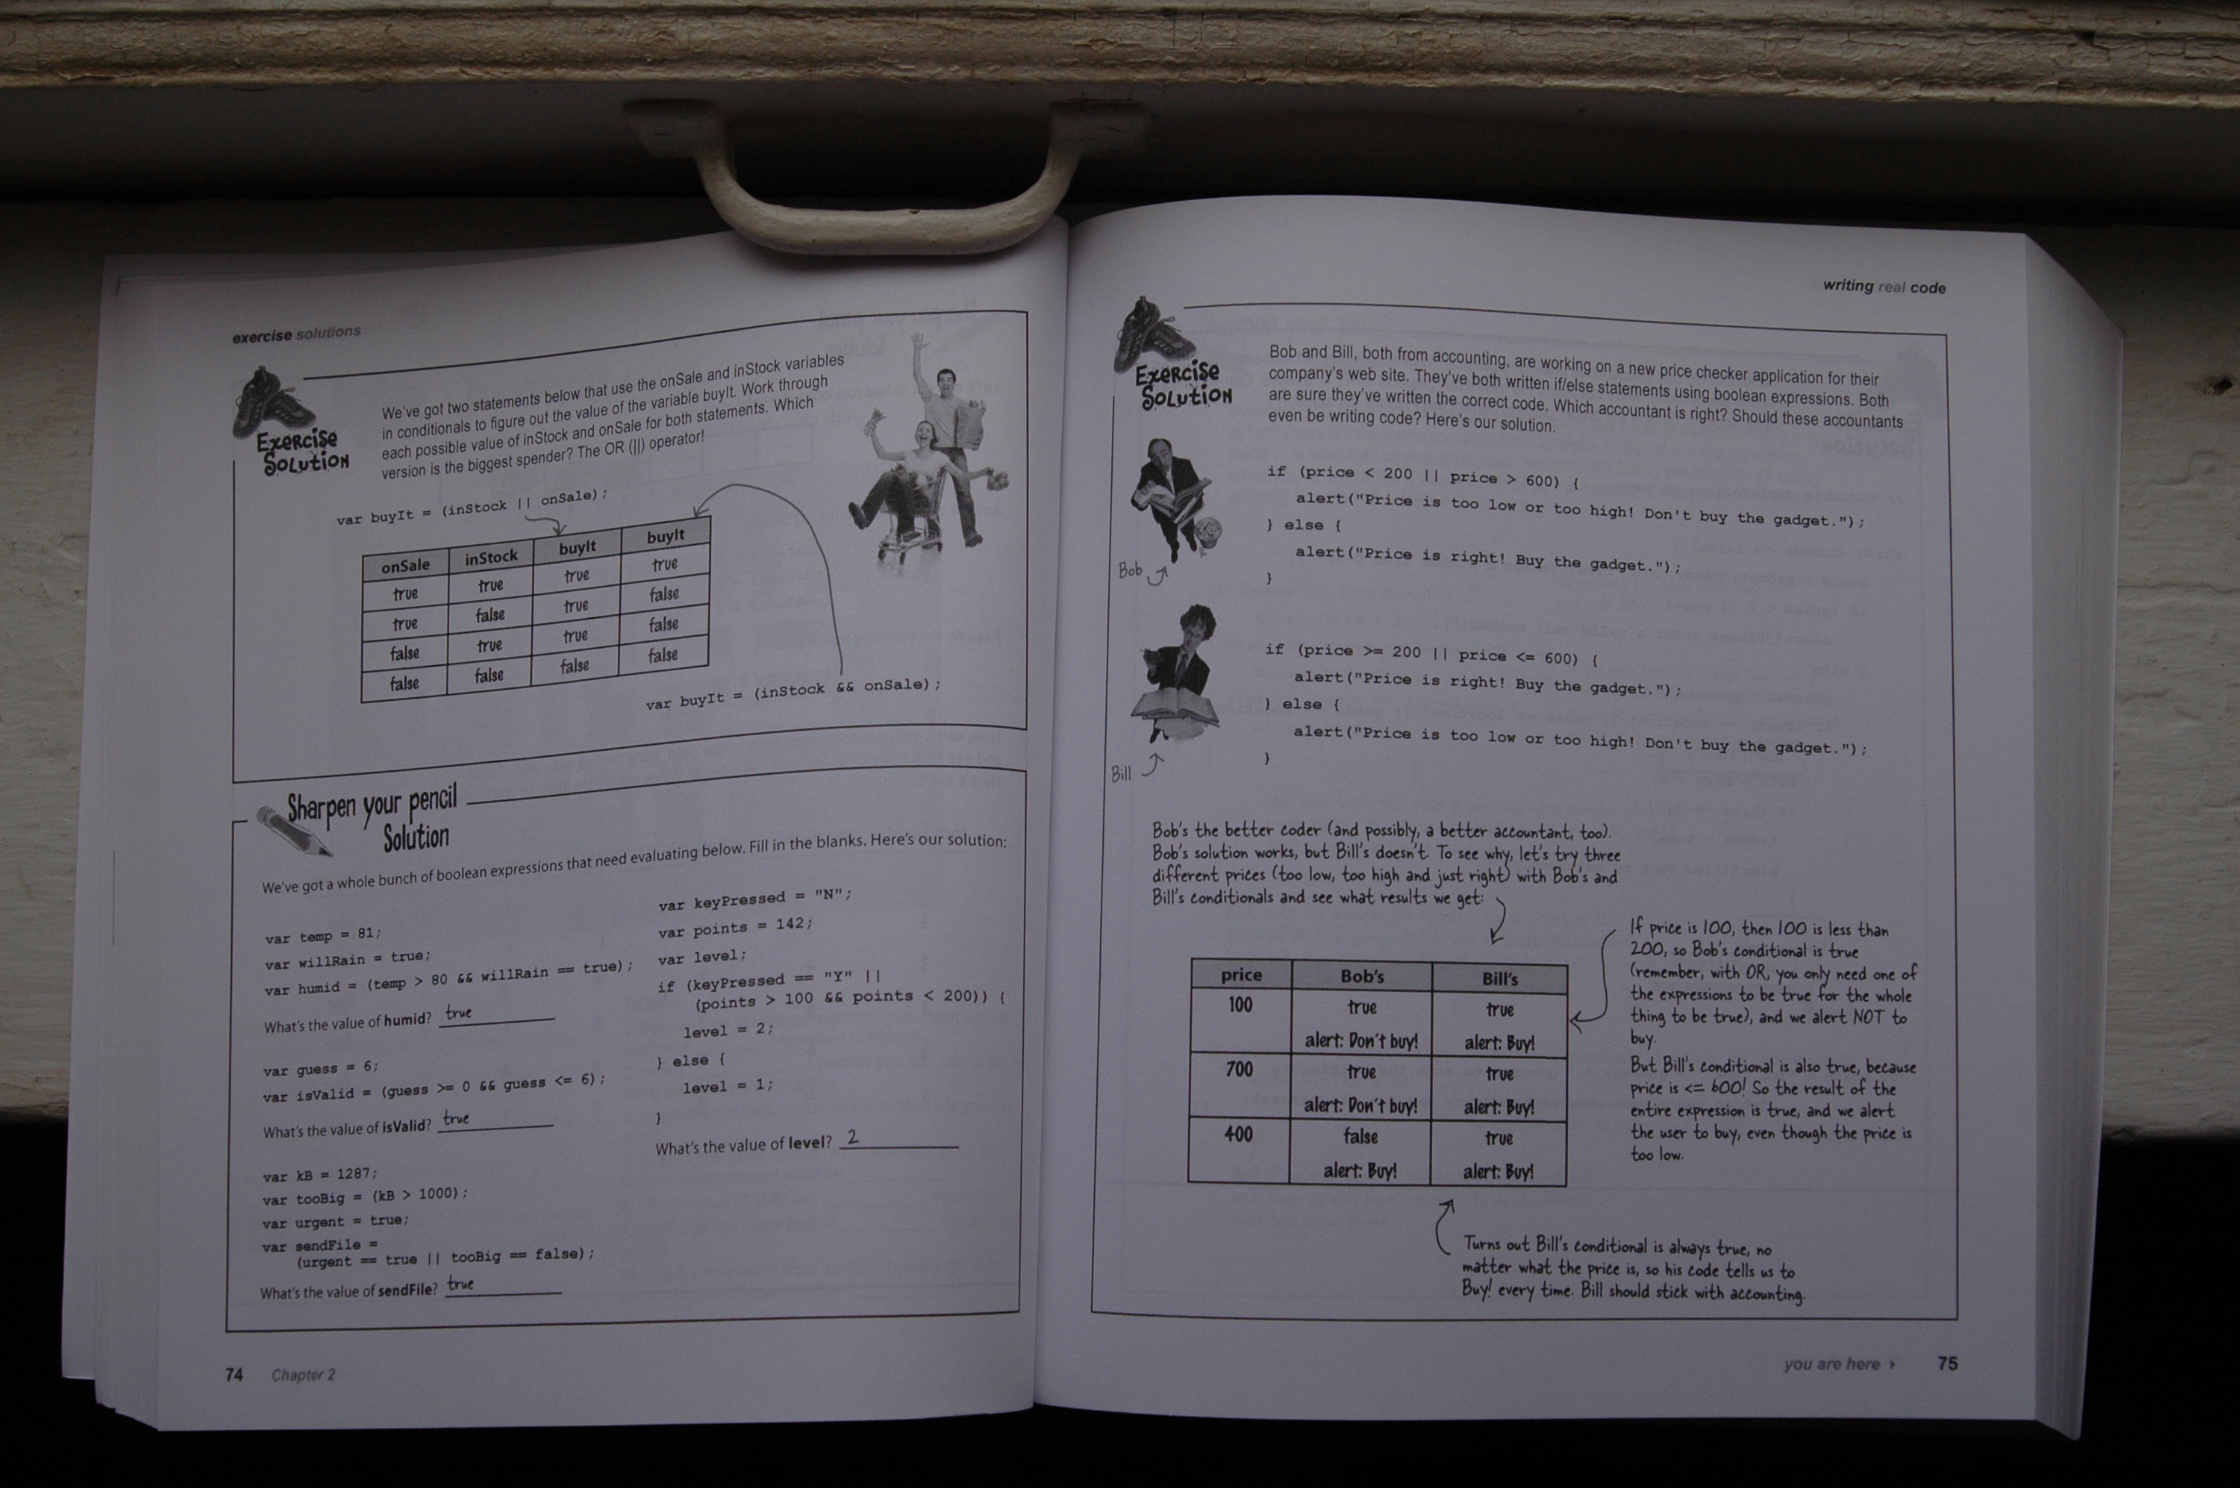 exercise solutions
Exercise
Solution
We've got two statements below that use the onSale and inStock variables
in conditionals to figure out the value of the variable buyIt. Work through
each possible value of inStock and onSale for both statements. Which
version is the biggest spender? The OR (||) operator!
var buyIt = (inStock || onSale);
onSale inStock buyIt buyIt
true true true true
true false true false
false true true false
false false false false
var buyIt = (inStock && onSale);
Sharpen your pencil
Solution
We've got a whole bunch of boolean expressions that need evaluating below. Fill in the blanks. Here's our solution:
var temp = 81;
var willRain = true;
var humid = (temp > 80 && willRain == true);
What's the value of humid? true
var guess = 6;
var isValid = (guess >= 0 && guess <= 6);
What's the value of isValid? true
var kB = 1287;
var tooBig = (kB > 1000);
var urgent = true;
var sendFile =
(urgent == true || tooBig == false);
What's the value of sendFile? true
var keyPressed = "N";
var points = 142;
var level;
if (keyPressed == "Y" ||
(points > 100 && points < 200)) {
level = 2;
} else {
level = 1;
}
What's the value of level? 2
74 Chapter 2
writing real code
Exercise
Solution
Bob and Bill, both from accounting, are working on a new price checker application for their
company's web site. They've both written if/else statements using boolean expressions. Both
are sure they've written the correct code. Which accountant is right? Should these accountants
even be writing code? Here's our solution.
if (price < 200 || price > 600) {
alert("Price is too low or too high! Don't buy the gadget.");
} else {
alert("Price is right! Buy the gadget.");
}
Bob
if (price >= 200 || price <= 600) {
alert("Price is right! Buy the gadget.");
} else {
alert("Price is too low or too high! Don't buy the gadget.");
}
Bill
Bob's the better coder (and possibly, a better accountant, too).
Bob's solution works, but Bill's doesn't. To see why, let's try three
different prices (too low, too high and just right) with Bob's and
Bill's conditionals and see what results we get:
price Bob's Bill's
100 true true
alert: Don't buy! alert: Buy!
700 true true
alert: Don't buy! alert: Buy!
400 false true
alert: Buy! alert: Buy!
If price is 100, then 100 is less than
200, so Bob's conditional is true
(remember, with OR, you only need one of
the expressions to be true for the whole
thing to be true), and we alert NOT to
buy.
But Bill's conditional is also true, because
price is <= 600! So the result of the
entire expression is true, and we alert
the user to buy, even though the price is
too low.
Turns out Bill's conditional is always true, no
matter what the price is, so his code tells us to
Buy! every time. Bill should stick with accounting.
you are here 75